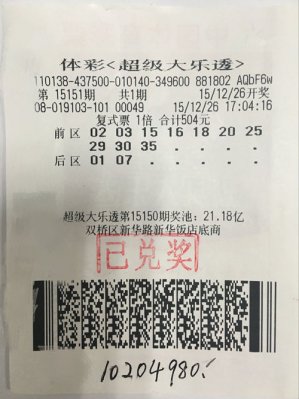 体彩<超级大乐透>
110138-437500-010140-349600 881802 AQbF6w
第 15151期 共1期 15/12/26开奖
08-019103-101 00049 15/12/26 17:04:16
复式票 1倍 合计504元
前区 02 03 15 16 18 20 25
29 30 35 . . . .
后区 01 07 . . . . .
超级大乐透第15150期奖池: 21.18亿
双桥区新华路新华饭店底商
已兑奖
10204980.